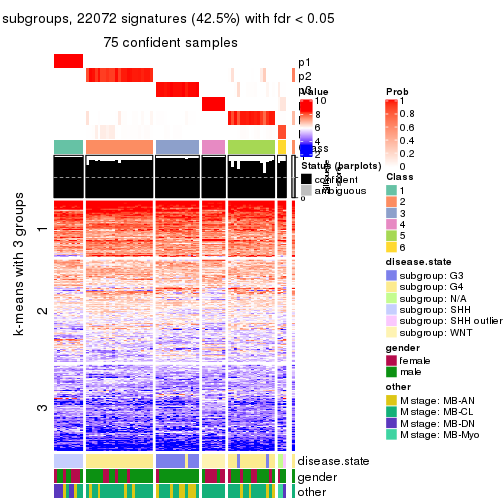 subgroups, 22072 signatures (42.5%) with fdr < 0.05
75 confident samples
p1
p2
Value
10
8
6
4
2
Prob
1
0.8
0.6
0.4
0.2
0
Status (barplots)
confident
ambiguous
Class
1
2
3
4
5
6
k-means with 3 groups
1
2
3
disease.state
subgroup: G3
subgroup: G4
subgroup: N/A
subgroup: SHH
subgroup: SHH outlier
subgroup: WNT
gender
female
male
other
M stage: MB-AN
M stage: MB-CL
M stage: MB-DN
M stage: MB-Myo
disease.state
gender
other